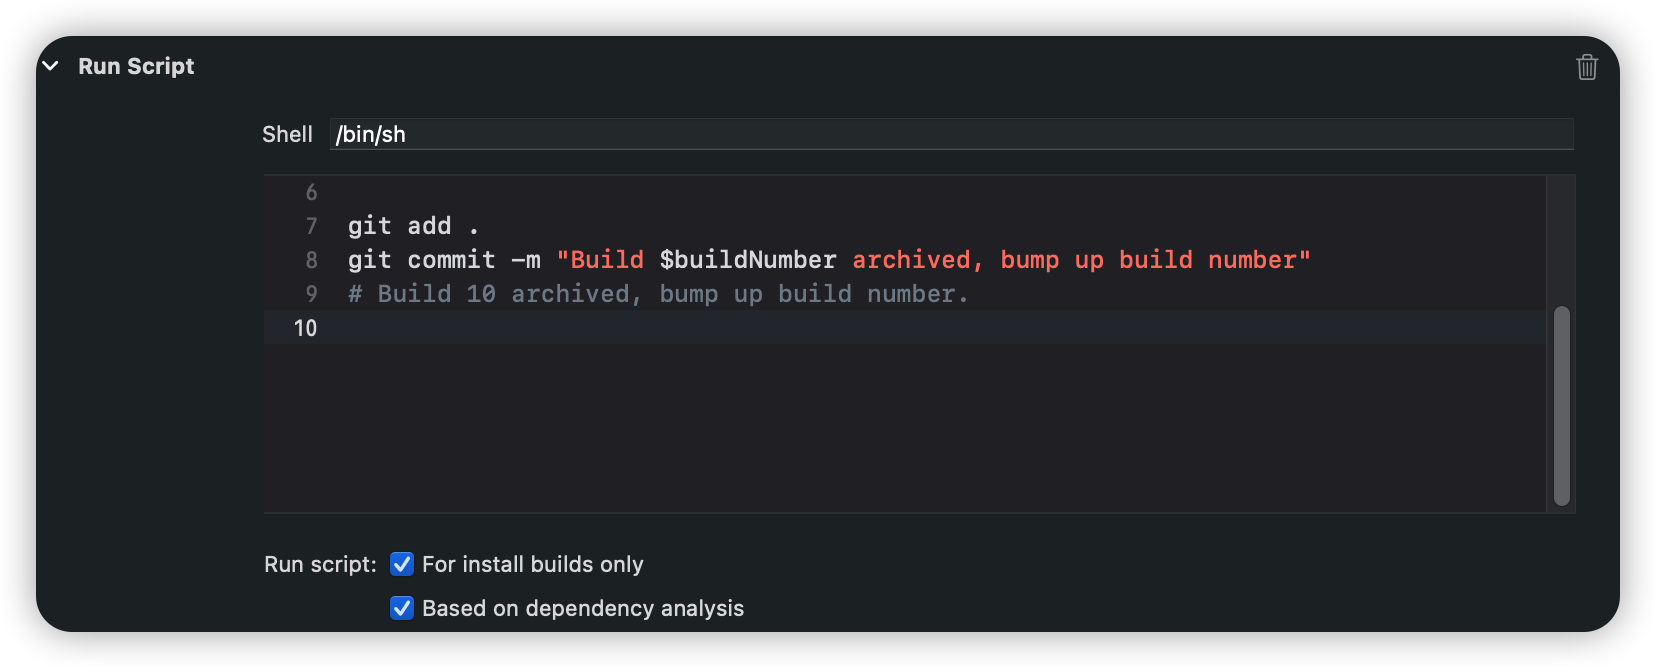 Run Script
Shell /bin/sh
6
7 git add .
8 git commit -m "Build $buildNumber archived, bump up build number"
9 # Build 10 archived, bump up build number.
10
Run script: For install builds only
Based on dependency analysis